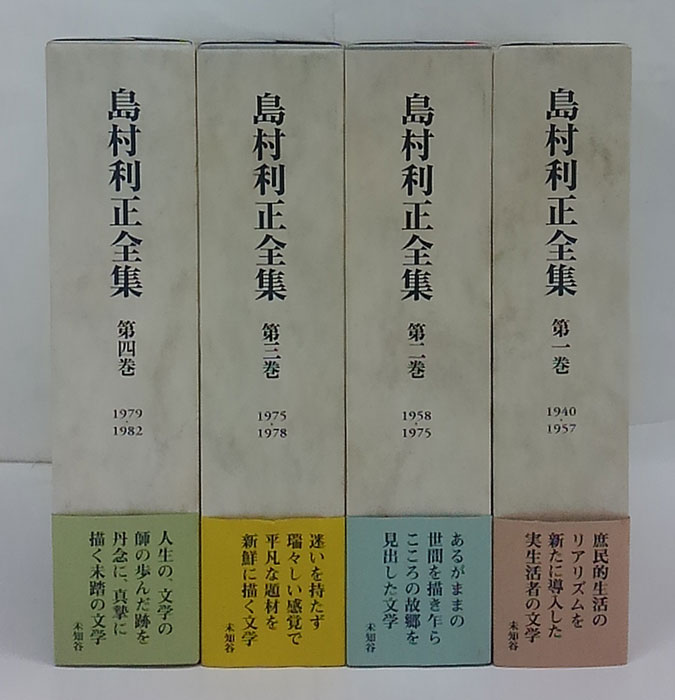 島村利正全集
第一巻
1940
1957
庶民的生活の
リアリズムを
新たに導入した
実生活者の文学
未知谷
島村利正全集
第二巻
1958
1975
あるがままの
世間を描き乍ら
こころの故郷を
見出した文学
未知谷
島村利正全集
第三巻
1975
1978
迷いを持たず
瑞々しい感覚で
平凡な題材を
新鮮に描く文学
未知谷
島村利正全集
第四巻
1979
1982
人生の、文学の
師の歩んだ跡を
丹念に、真摯に
描く未踏の文学
未知谷